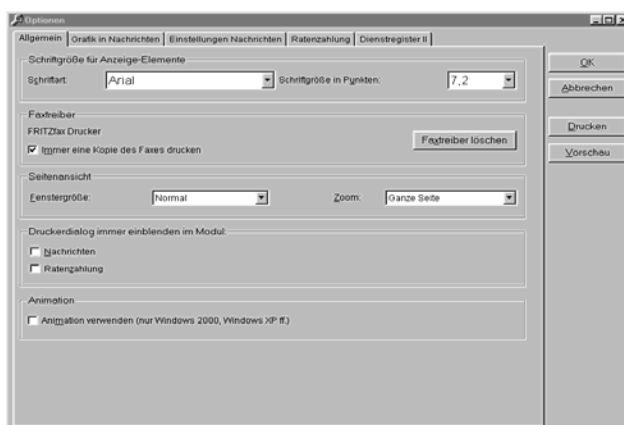 Optionen
Allgemein Grafik in Nachrichten Einstellungen Nachrichten Ratenzahlung Dienstregister II
Schriftgröße für Anzeige-Elemente
Schriftart: Arial Schriftgröße in Punkten: 7,2
OK
Abbrechen
Faxtreiber
FRITZfax Drucker
Immer eine Kopie des Faxes drucken
Faxtreiber löschen
Drucken
Vorschau
Seitenansicht
Fenstergröße: Normal Zoom: Ganze Seite
Druckerdialog immer einblenden im Modul:
Nachrichten
Ratenzahlung
Animation
Animation verwenden (nur Windows 2000, Windows XP ff.)